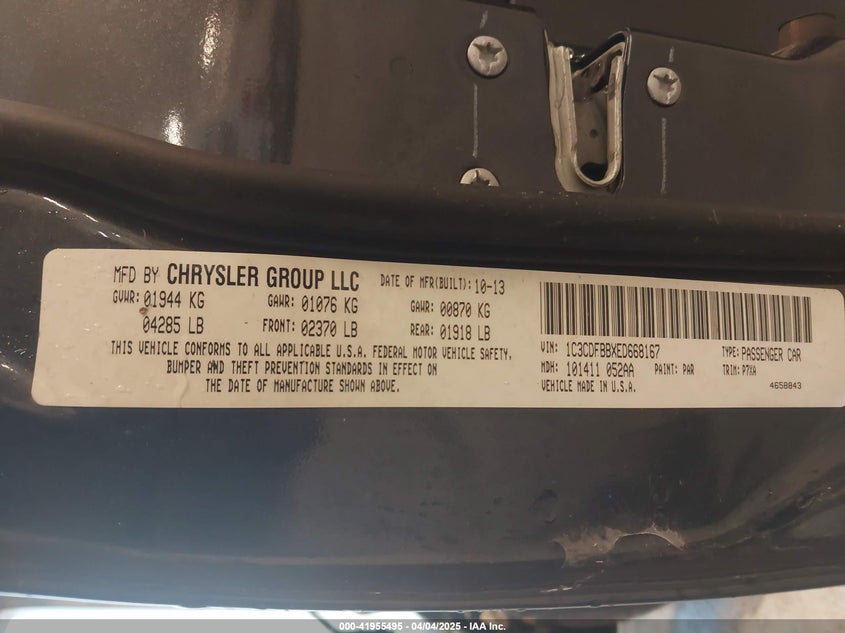 MFD BY CHRYSLER GROUP LLC DATE OF MFR(BUILT): 10-13
GVWR: 01944 KG GAWR: 01076 KG GAWR: 00870 KG
04285 LB FRONT: 02370 LB REAR: 01918 LB
THIS VEHICLE CONFORMS TO ALL APPLICABLE U.S.A. FEDERAL MOTOR VEHICLE SAFETY,
BUMPER AND THEFT PREVENTION STANDARDS IN EFFECT ON
THE DATE OF MANUFACTURE SHOWN ABOVE.
VIN: 1C3CDFBBXED668167 TYPE: PASSENGER CAR
MDH: 101411 052AA PAINT: PAR TRIM: P7XA
VEHICLE MADE IN U.S.A. 4658843
000-41955495 - 04/04/2025 - IAA Inc.